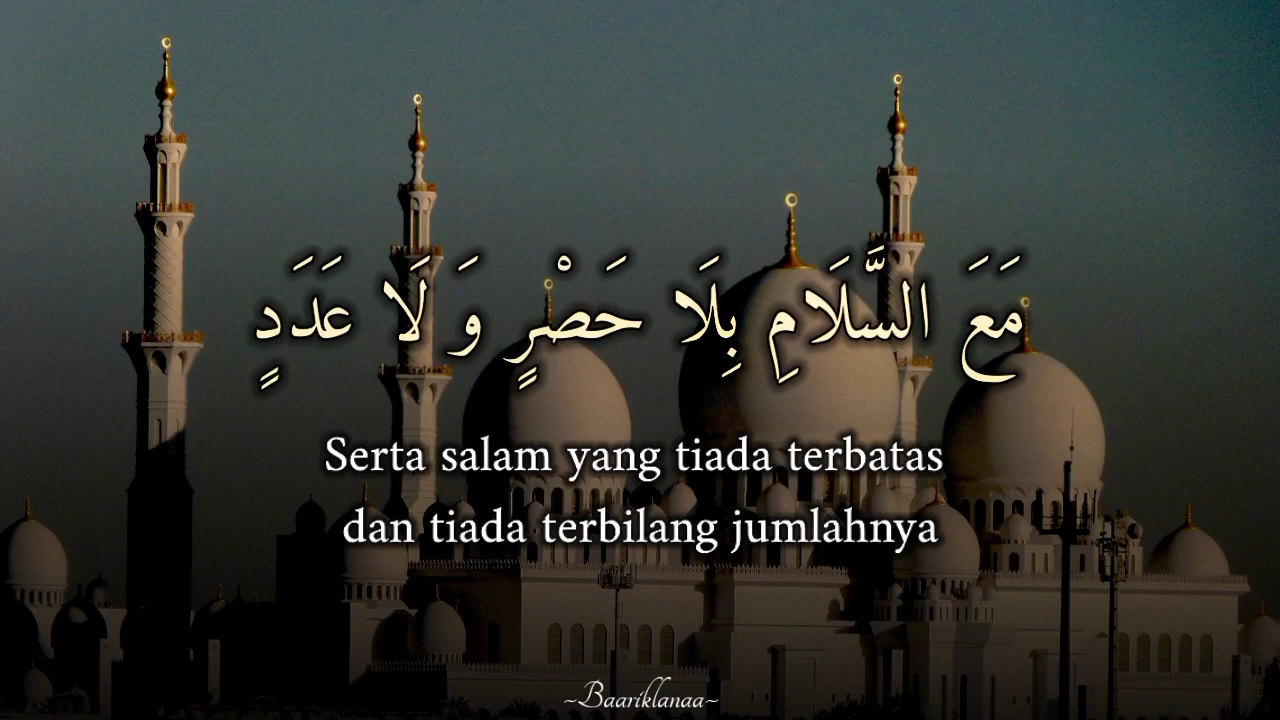 مَعَ السَّلَامِ بِلَا حَصْرٍ وَ لَا عَدَدٍ
Serta salam yang tiada terbatas
dan tiada terbilang jumlahnya
~Baariklanaa~